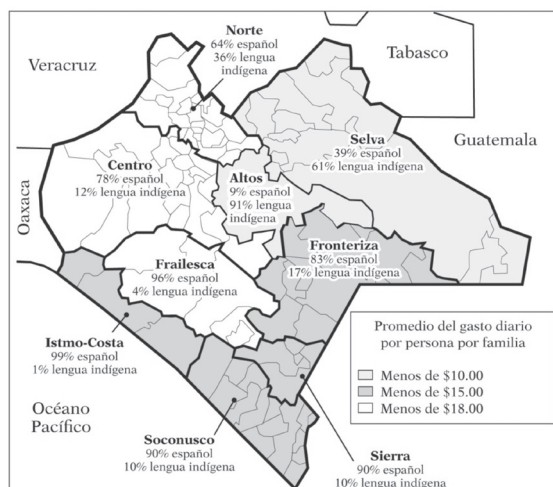 Norte
64% español
36% lengua
indígena
Tabasco
Veracruz
Selva
39% español
61% lengua indígena
Guatemala
Centro
78% español
12% lengua indígena
Altos
9% español
91% lengua
indígena
Oaxaca
Fronteriza
83% español
17% lengua indígena
Frailesca
96% español
4% lengua indígena
Istmo-Costa
99% español
1% lengua indígena
Promedio del gasto diario
por persona por familia
Menos de $10.00
Menos de $15.00
Menos de $18.00
Océano
Pacífico
Soconusco
90% español
10% lengua indígena
Sierra
90% español
10% lengua indígena